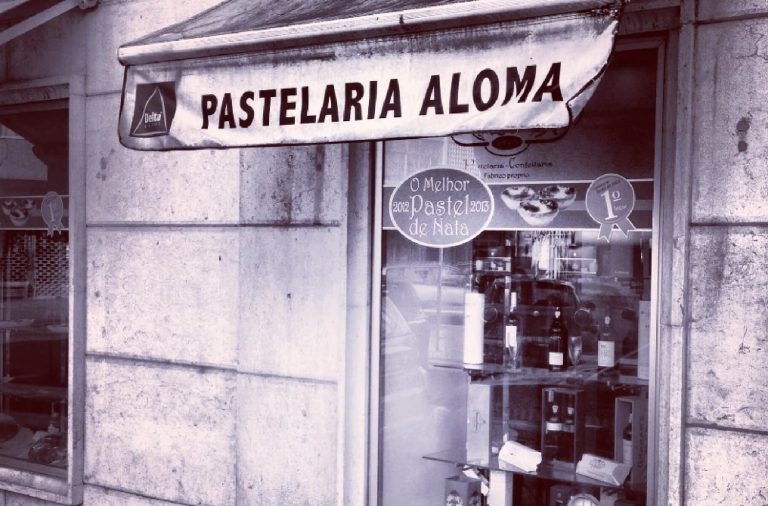 Delta
PASTELARIA ALOMA
Pastelaria - Confeitaria
Fabrico próprio
O Melhor
2012 Pastel 2013
de Nata
1º